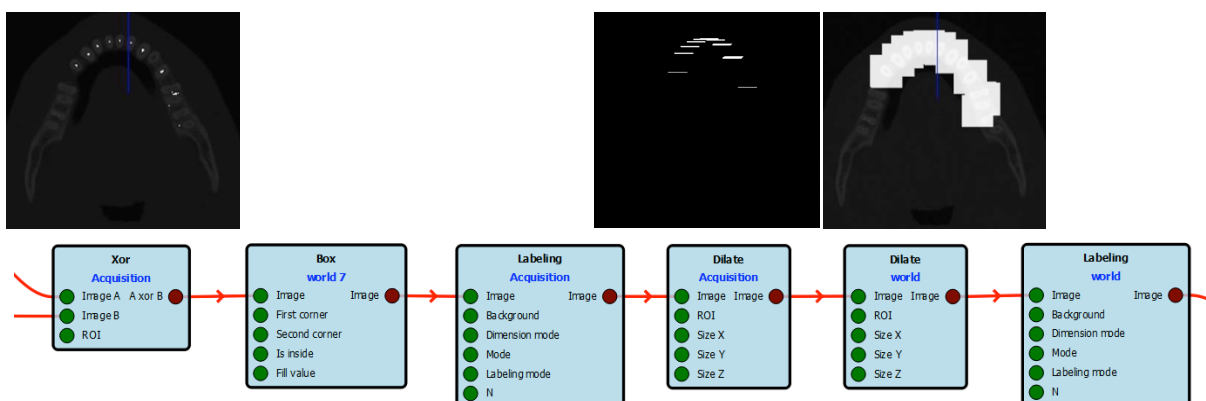 Xor
Acquisition
Image A A xor B
Image B
ROI
Box
world 7
Image Image
First corner
Second corner
Is inside
Fill value
Labeling
Acquisition
Image Image
Background
Dimension mode
Mode
Labeling mode
N
Dilate
Acquisition
Image Image
ROI
Size X
Size Y
Size Z
Dilate
world
Image Image
ROI
Size X
Size Y
Size Z
Labeling
world
Image Image
Background
Dimension mode
Mode
Labeling mode
N